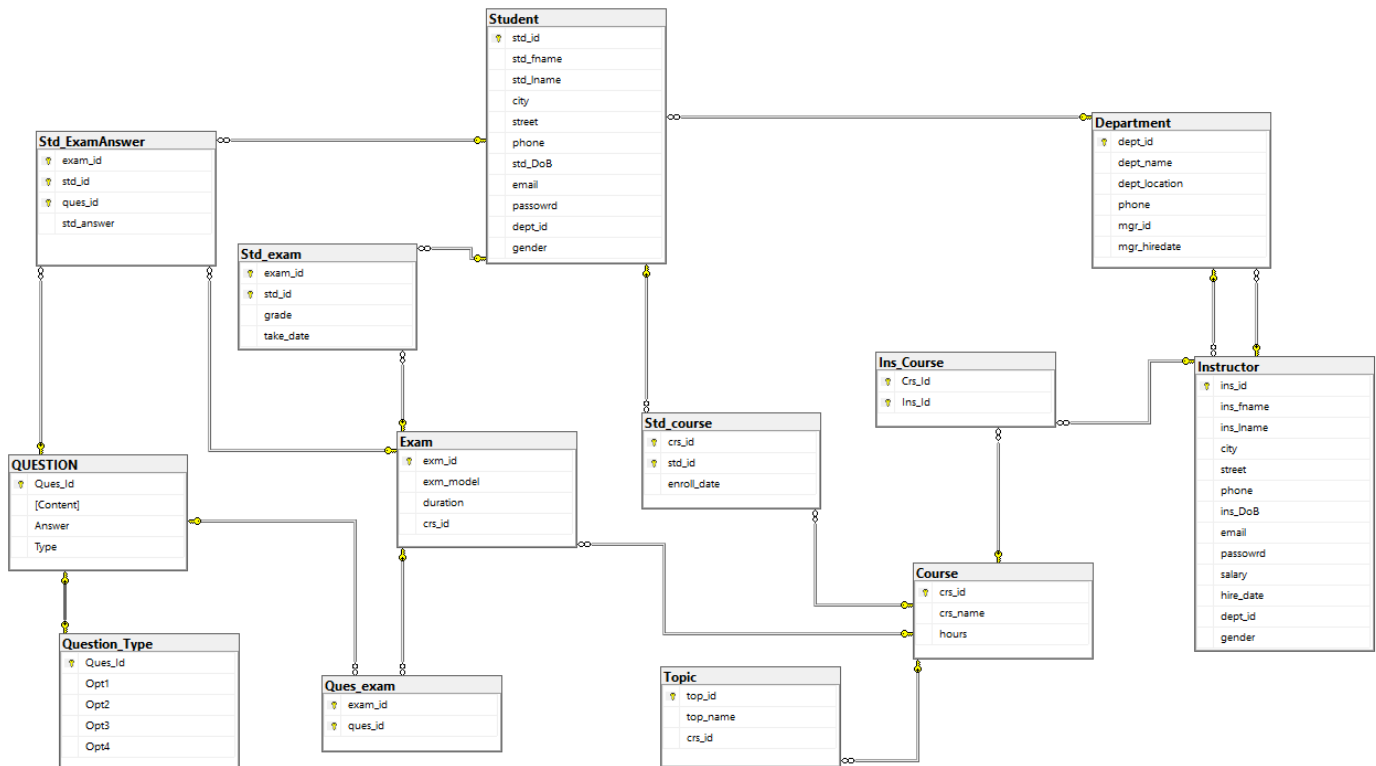 Student
std_id
std_fname
std_lname
city
street
phone
std_DoB
email
passowrd
dept_id
gender
Department
dept_id
dept_name
dept_location
phone
mgr_id
mgr_hiredate
Std_ExamAnswer
exam_id
std_id
ques_id
std_answer
Std_exam
exam_id
std_id
grade
take_date
Ins_Course
Crs_Id
Ins_Id
Instructor
ins_id
ins_fname
ins_lname
city
street
phone
ins_DoB
email
passowrd
salary
hire_date
dept_id
gender
Std_course
crs_id
std_id
enroll_date
Exam
exm_id
exm_model
duration
crs_id
QUESTION
Ques_Id
[Content]
Answer
Type
Course
crs_id
crs_name
hours
Question_Type
Ques_Id
Opt1
Opt2
Opt3
Opt4
Ques_exam
exam_id
ques_id
Topic
top_id
top_name
crs_id